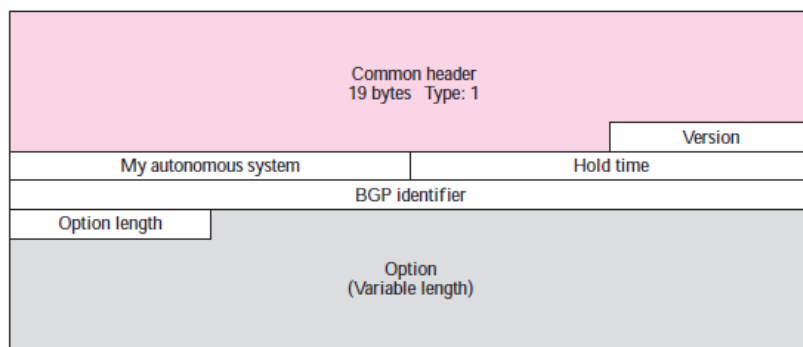 Common header
19 bytes Type: 1
Version
My autonomous system
Hold time
BGP identifier
Option length
Option
(Variable length)